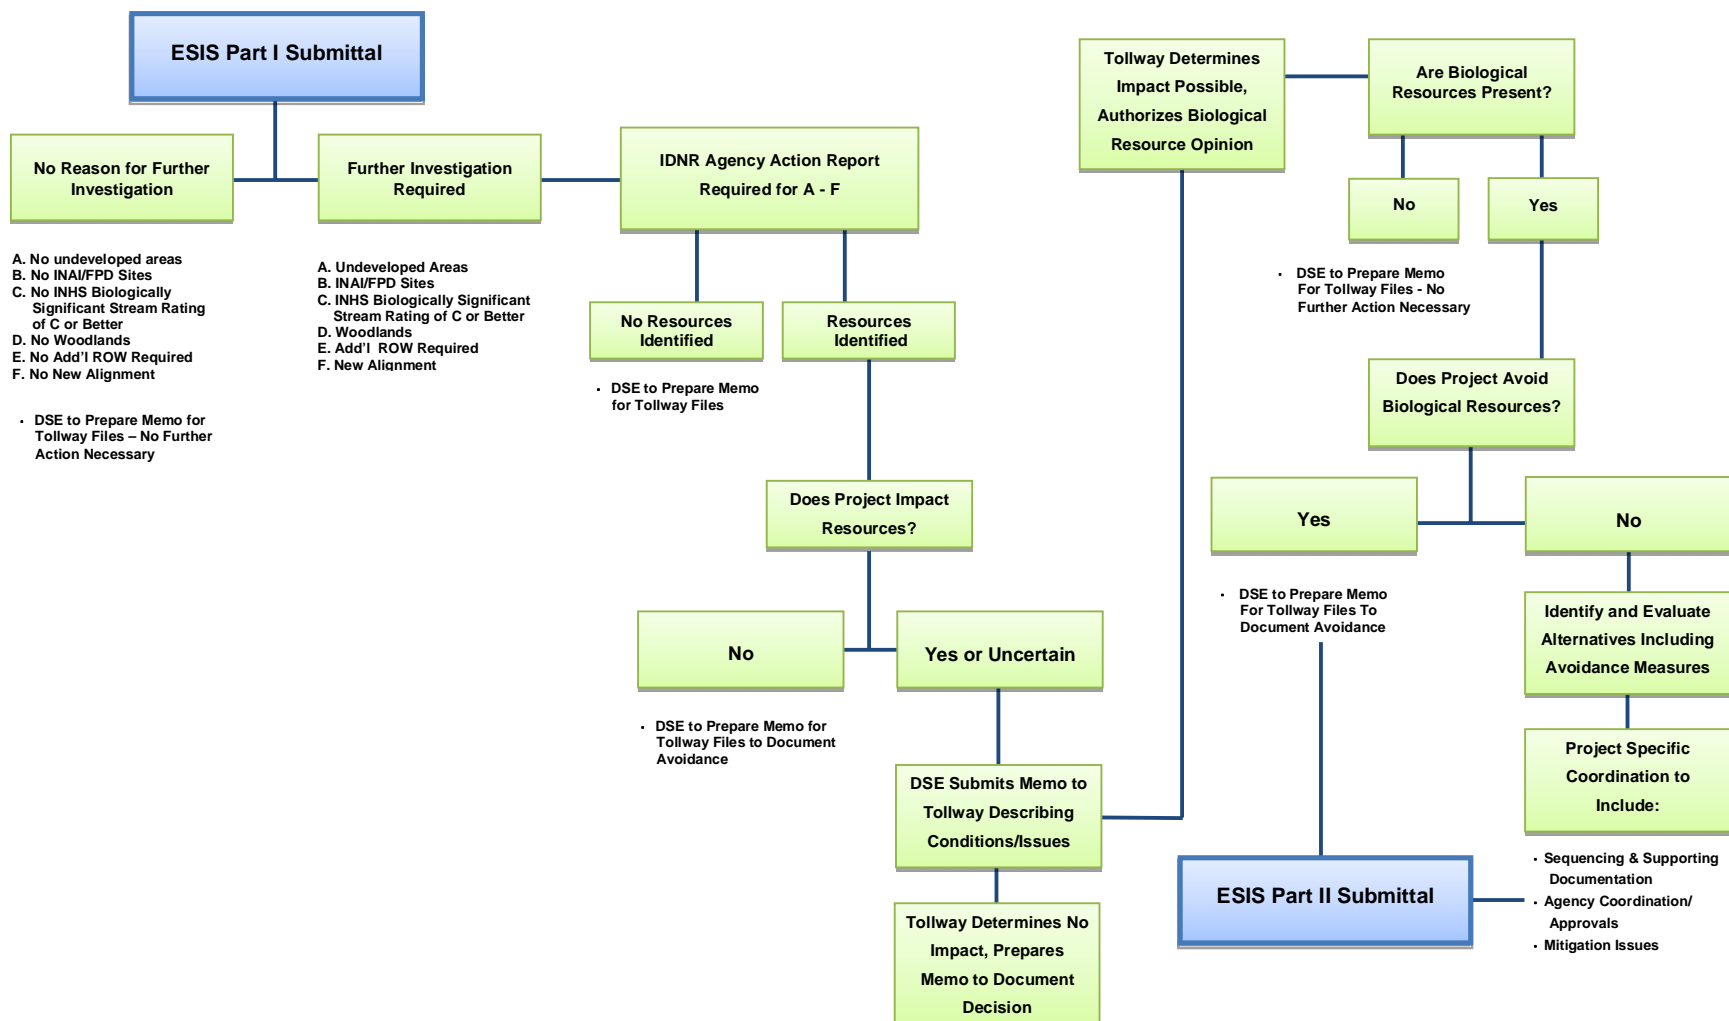 ESIS Part I Submittal
No Reason for Further
Investigation
A. No undeveloped areas
B. No INAI/FPD Sites
C. No INHS Biologically
Significant Stream Rating
of C or Better
D. No Woodlands
E. No Add'l ROW Required
F. No New Alignment
· DSE to Prepare Memo for
Tollway Files – No Further
Action Necessary
Further Investigation
Required
A. Undeveloped Areas
B. INAI/FPD Sites
C. INHS Biologically Significant
Stream Rating of C or Better
D. Woodlands
E. Add'l ROW Required
F. New Alignment
IDNR Agency Action Report
Required for A - F
No Resources
Identified
· DSE to Prepare Memo
for Tollway Files
Resources
Identified
Does Project Impact
Resources?
No
· DSE to Prepare Memo for
Tollway Files to Document
Avoidance
Yes or Uncertain
DSE Submits Memo to
Tollway Describing
Conditions/Issues
Tollway Determines No
Impact, Prepares
Memo to Document
Decision
Tollway Determines
Impact Possible,
Authorizes Biological
Resource Opinion
Are Biological
Resources Present?
No
· DSE to Prepare Memo
For Tollway Files - No
Further Action Necessary
Yes
Does Project Avoid
Biological Resources?
Yes
· DSE to Prepare Memo
For Tollway Files To
Document Avoidance
No
Identify and Evaluate
Alternatives Including
Avoidance Measures
Project Specific
Coordination to
Include:
· Sequencing & Supporting
Documentation
· Agency Coordination/
Approvals
· Mitigation Issues
ESIS Part II Submittal